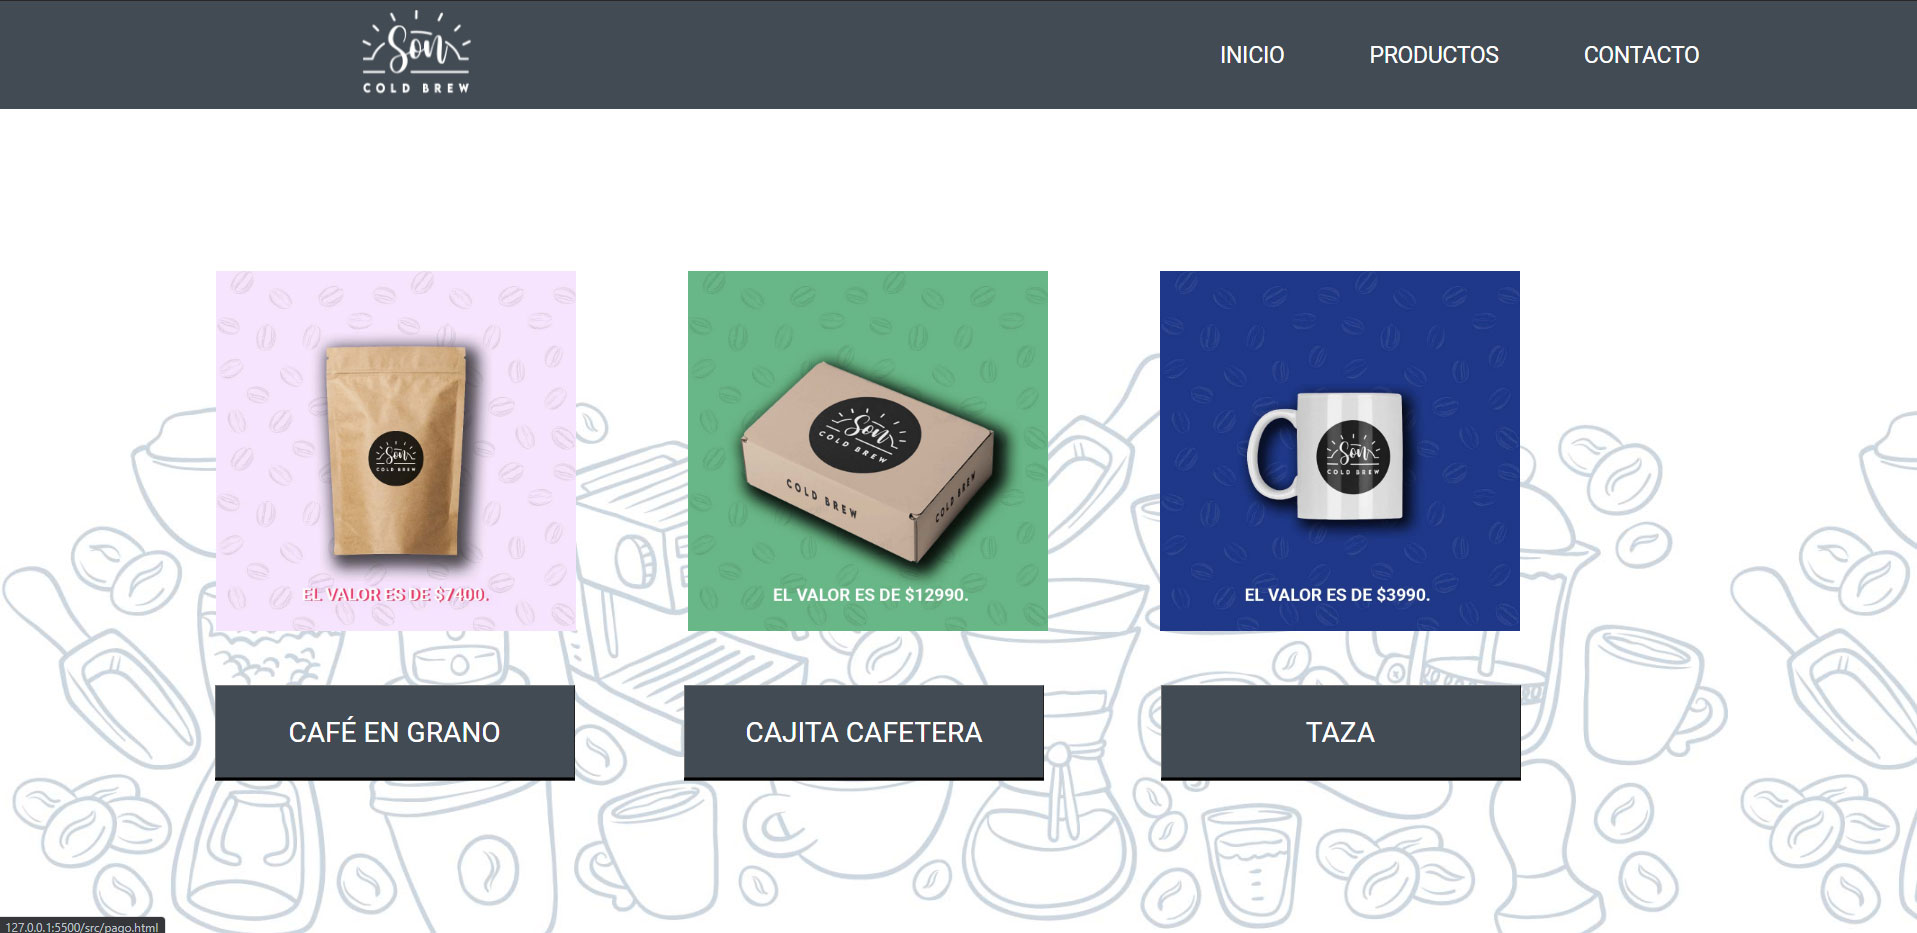 Son
COLD BREW
INICIO
PRODUCTOS
CONTACTO
Son
COLD BREW
EL VALOR ES DE $7400.
Son
COLD BREW
COLD BREW
COLD BREW
EL VALOR ES DE $12990.
Son
COLD BREW
EL VALOR ES DE $3990.
CAFÉ EN GRANO
CAJITA CAFETERA
TAZA
127.0.0.1:5500/src/pago.html